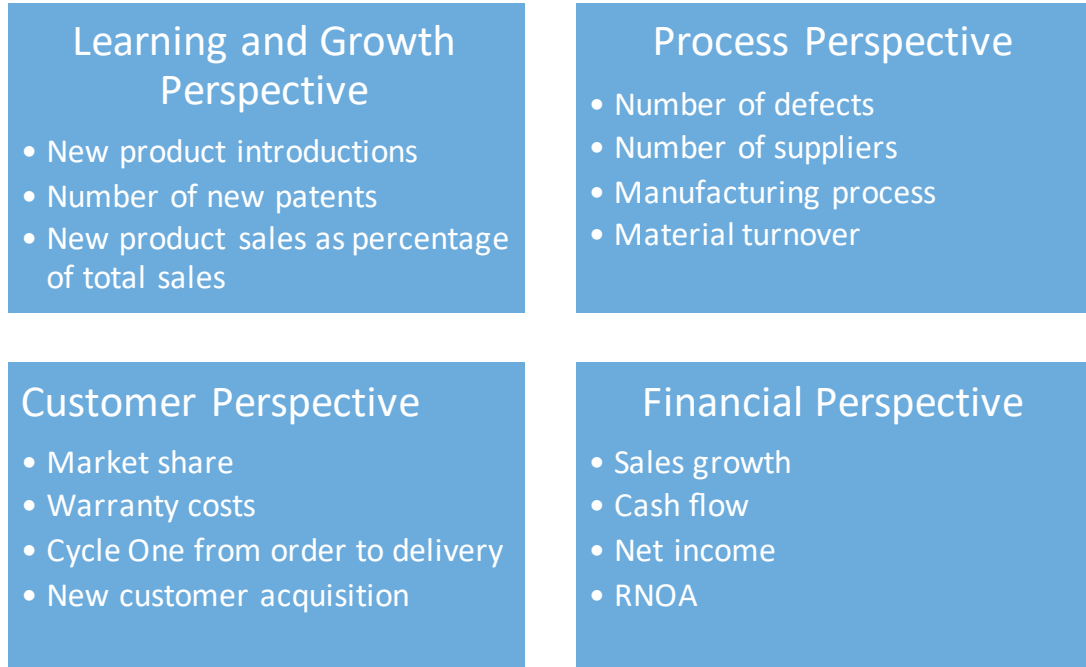 Learning and Growth
Perspective
• New product introductions
• Number of new patents
• New product sales as percentage
of total sales
Process Perspective
• Number of defects
• Number of suppliers
• Manufacturing process
• Material turnover
Customer Perspective
• Market share
• Warranty costs
• Cycle One from order to delivery
• New customer acquisition
Financial Perspective
• Sales growth
• Cash flow
• Net income
• RNOA